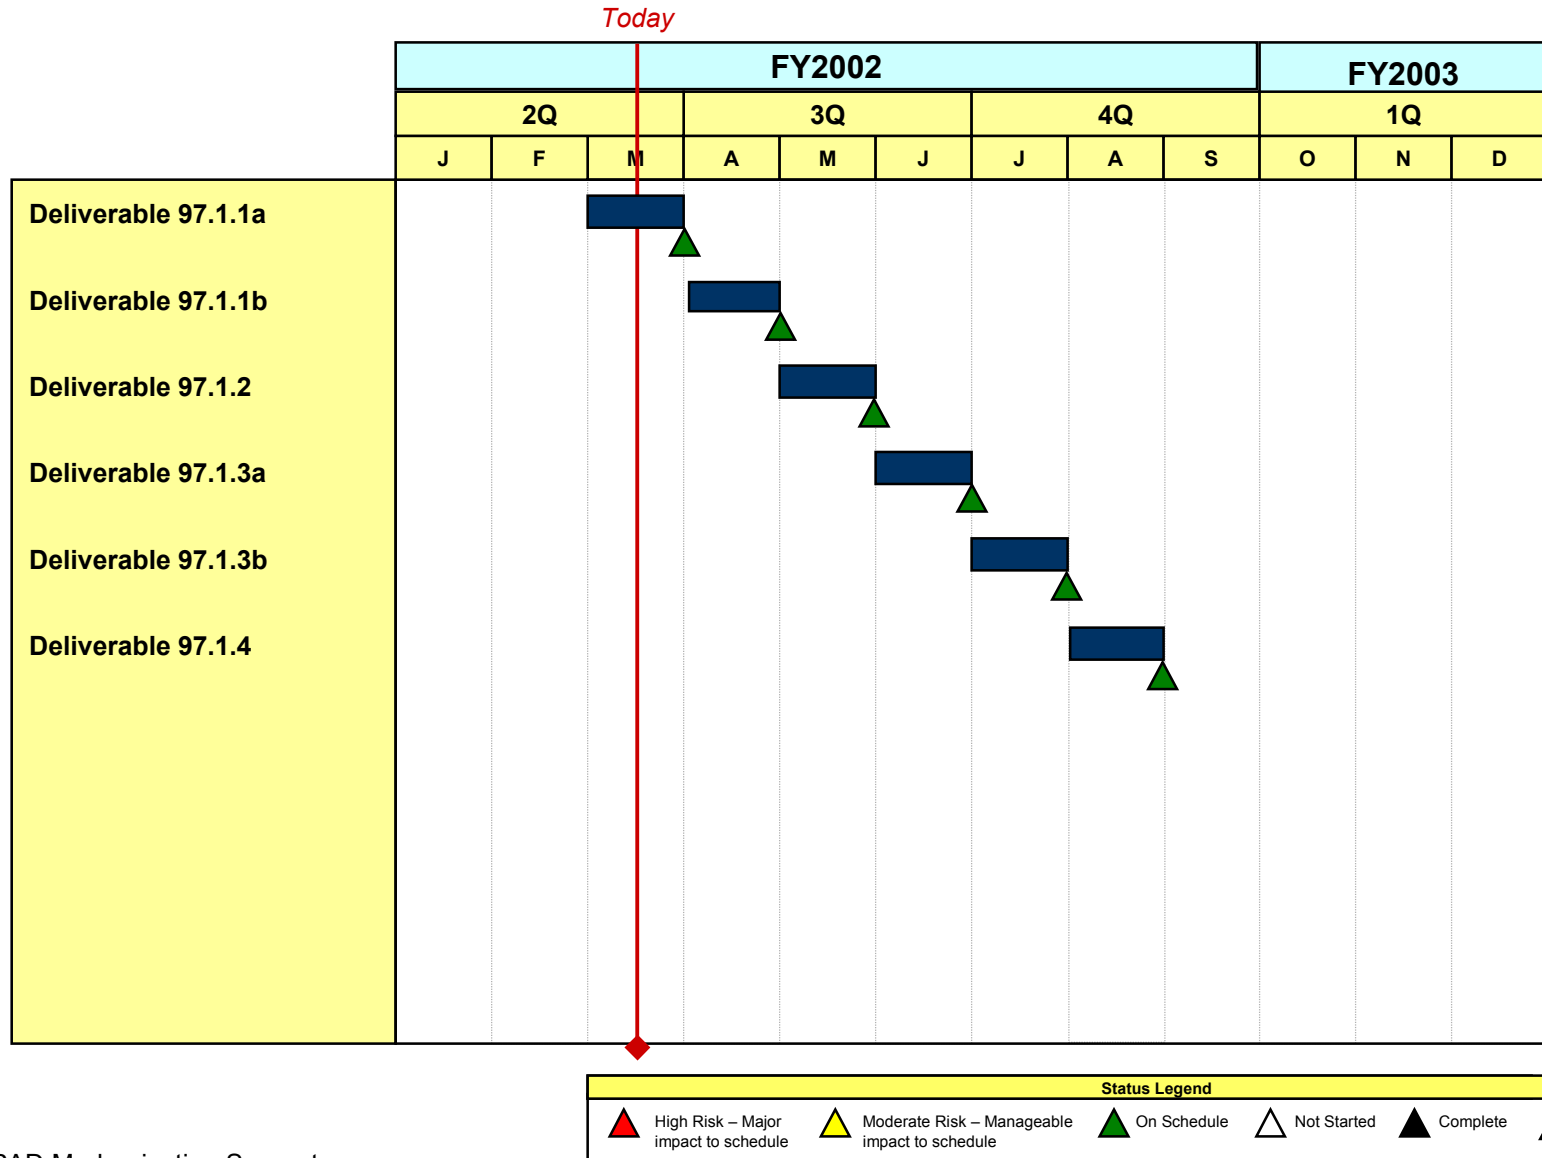 Today
FY2002
FY2003
2Q
3Q
4Q
1Q
J F M A M J J A S O N D
Deliverable 97.1.1a
Deliverable 97.1.1b
Deliverable 97.1.2
Deliverable 97.1.3a
Deliverable 97.1.3b
Deliverable 97.1.4
Status Legend
High Risk – Major
impact to schedule
Moderate Risk – Manageable
impact to schedule
On Schedule
Not Started
Complete